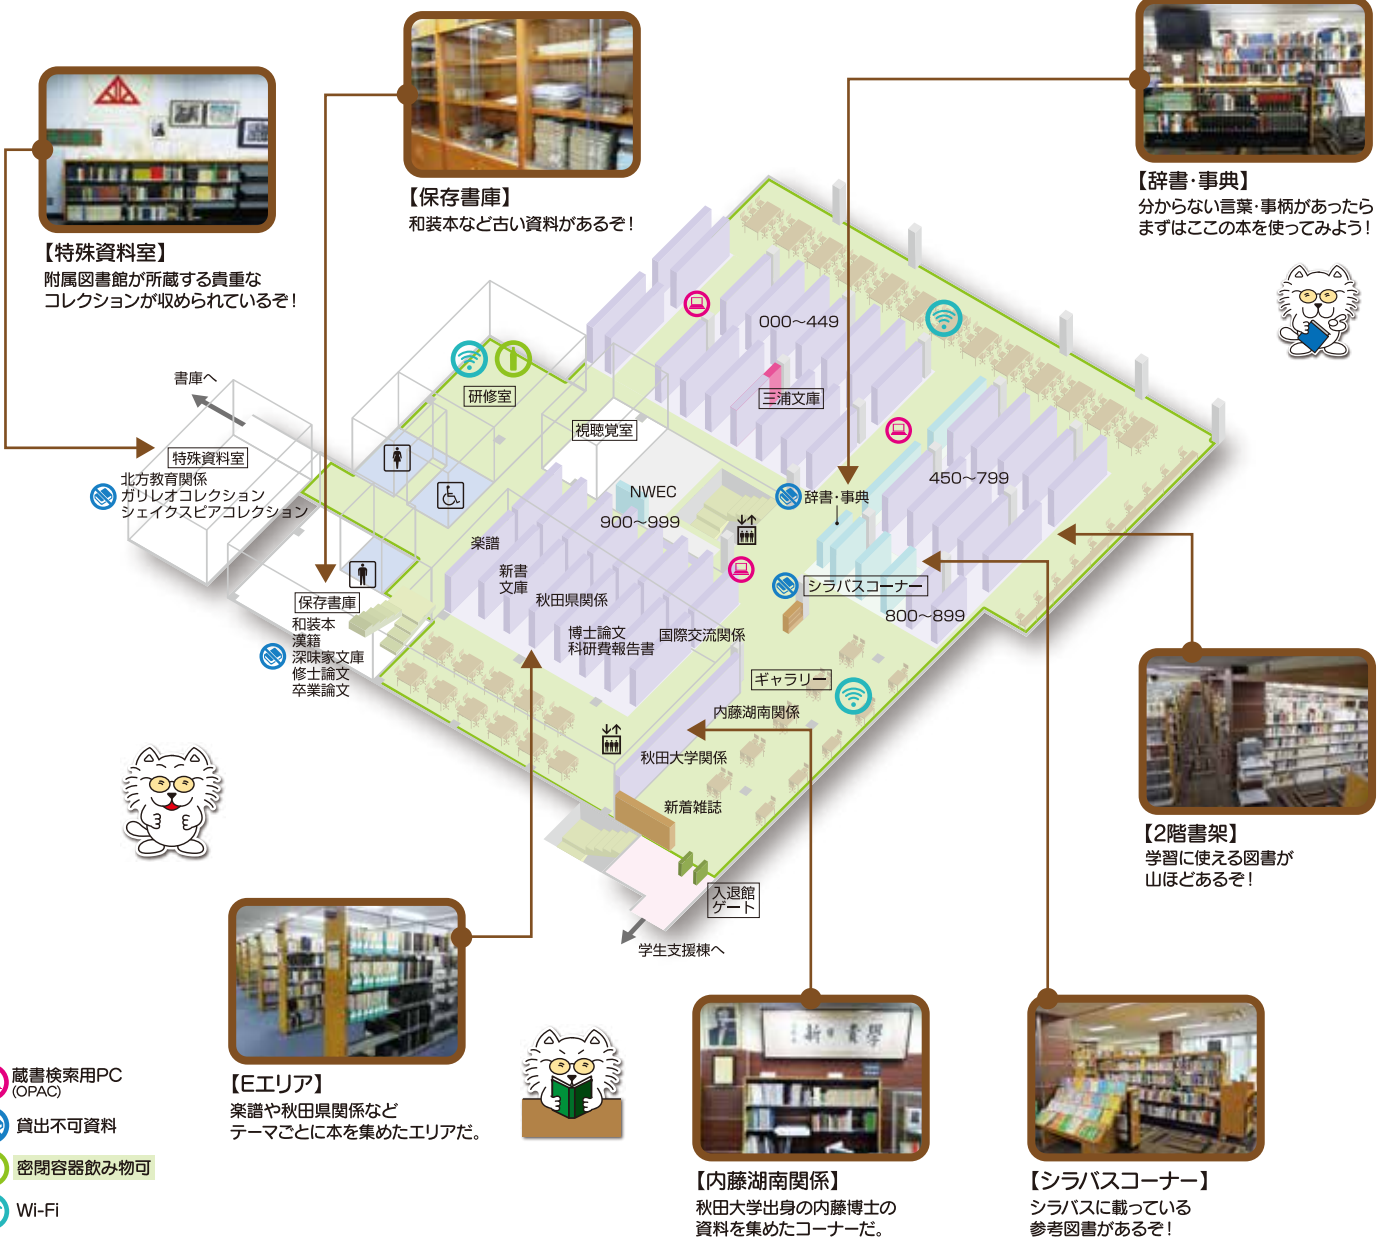 【特殊資料室】
附属図書館が所蔵する貴重な
コレクションが収められているぞ!
【保存書庫】
和装本など古い資料があるぞ!
【辞書・事典】
分からない言葉・事柄があったら
まずはここの本を使ってみよう!
書庫へ
特殊資料室
北方教育関係
ガリレオコレクション
シェイクスピアコレクション
研修室
視聴覚室
000〜449
三浦文庫
450〜799
NWEC
900〜999
辞書・事典
シラバスコーナー
800〜899
楽譜
新書
文庫
秋田県関係
博士論文
科研費報告書
国際交流関係
保存書庫
和装本
漢籍
深味家文庫
修士論文
卒業論文
ギャラリー
内藤湖南関係
秋田大学関係
新着雑誌
入退館
ゲート
学生支援棟へ
【2階書架】
学習に使える図書が
山ほどあるぞ!
【Eエリア】
楽譜や秋田県関係など
テーマごとに本を集めたエリアだ。
學貴日新
【内藤湖南関係】
秋田大学出身の内藤博士の
資料を集めたコーナーだ。
【シラバスコーナー】
シラバスに載っている
参考図書があるぞ!
蔵書検索用PC
(OPAC)
貸出不可資料
密閉容器飲み物可
Wi-Fi